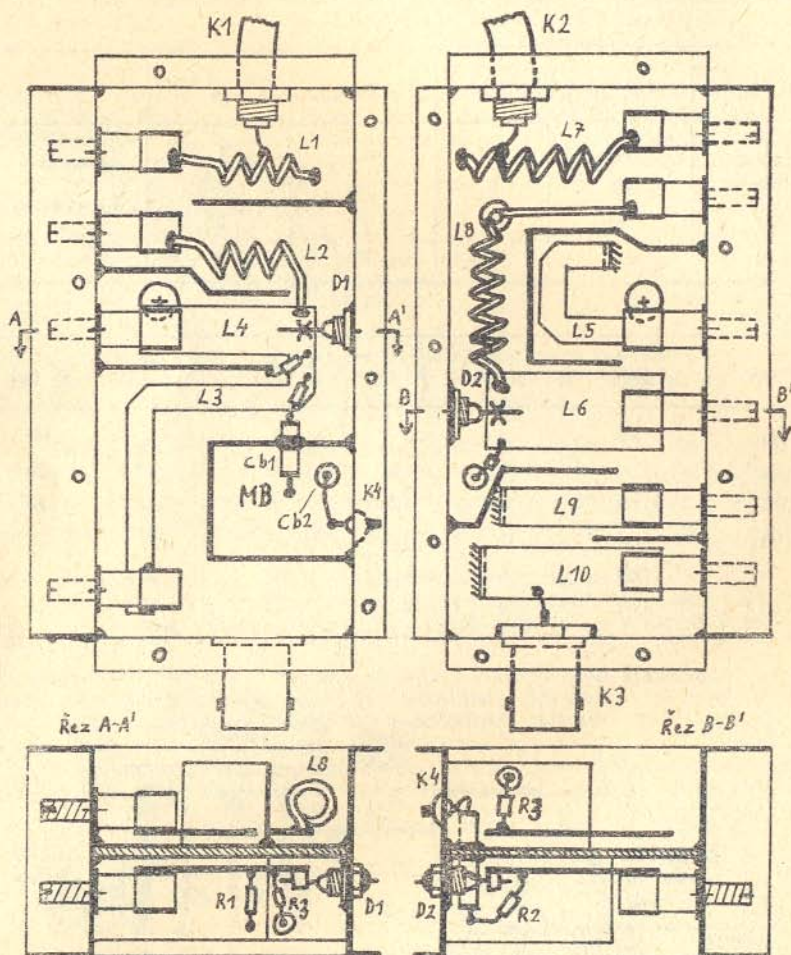 K1
K2
L1
L7
L2
L8
D1
A
A'
L4
L5
L3
D2
B
B'
L6
Cb1
MB
Cb2
K4
L9
L10
K3
Řez A-A'
Řez B-B'
L8
K4
R3
R1
R3
D1
D2
R2